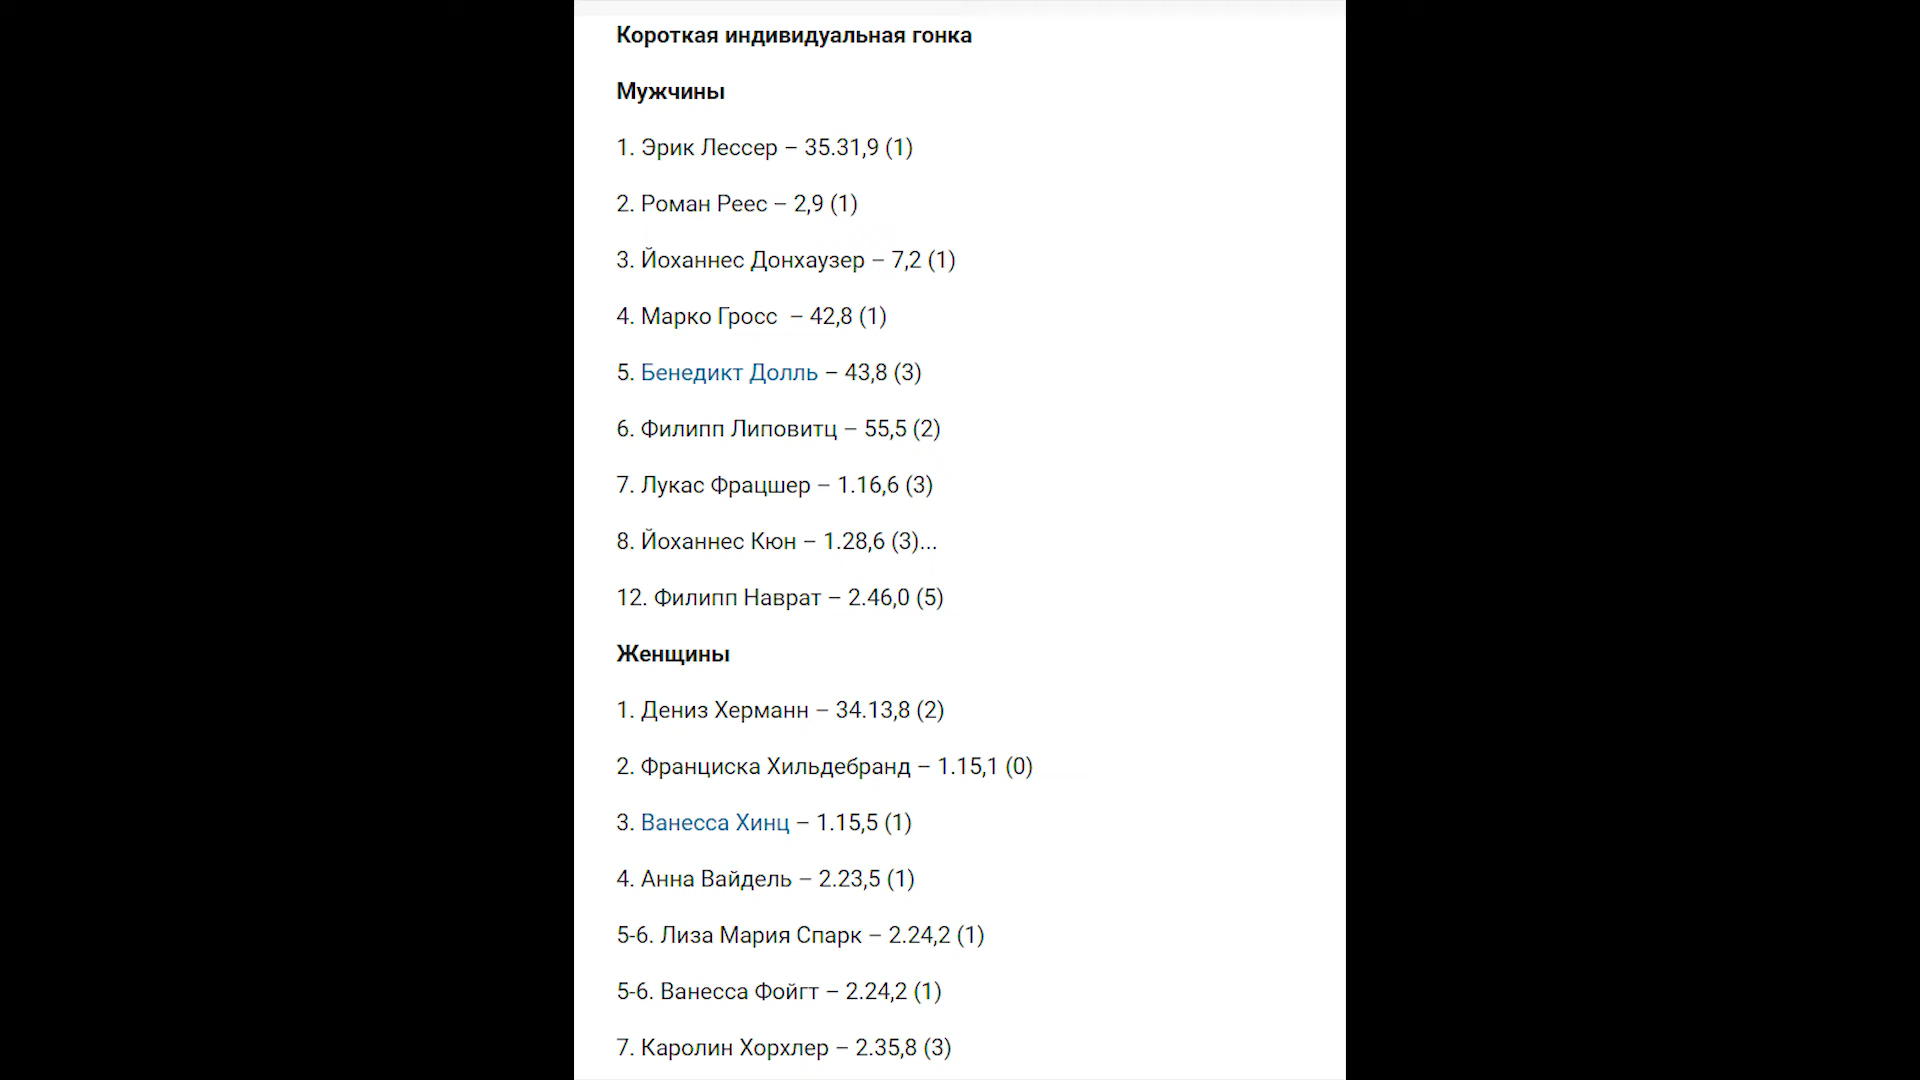 Короткая индивидуальная гонка
Мужчины
1. Эрик Лессер – 35.31,9 (1)
2. Роман Реес – 2,9 (1)
3. Йоханнес Донхаузер – 7,2 (1)
4. Марко Гросс – 42,8 (1)
5. Бенедикт Долль – 43,8 (3)
6. Филипп Липовитц – 55,5 (2)
7. Лукас Фрацшер – 1.16,6 (3)
8. Йоханнес Кюн – 1.28,6 (3)...
12. Филипп Наврат – 2.46,0 (5)
Женщины
1. Дениз Херманн – 34.13,8 (2)
2. Франциска Хильдебранд – 1.15,1 (0)
3. Ванесса Хинц – 1.15,5 (1)
4. Анна Вайдель – 2.23,5 (1)
5-6. Лиза Мария Спарк – 2.24,2 (1)
5-6. Ванесса Фойгт – 2.24,2 (1)
7. Каролин Хорхлер – 2.35,8 (3)